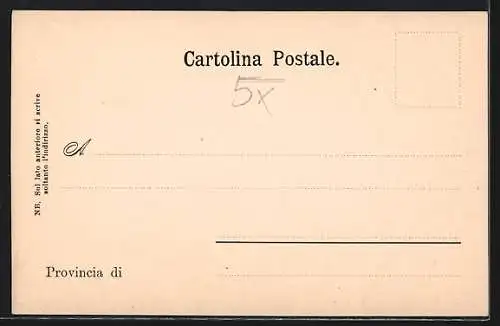 Cartolina Postale.
5x
A
Provincia di
NB. Sul lato anteriore si scrive
soltanto l'indirizzo.